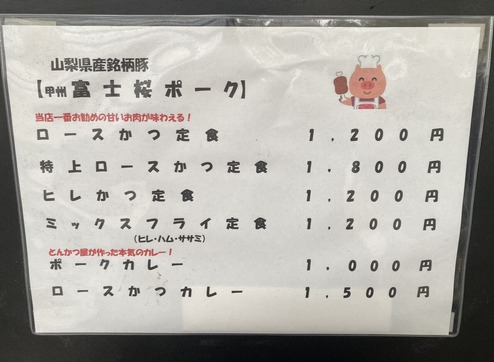 山梨県産銘柄豚
【甲州 富士桜ポーク】
当店一番お勧めの甘いお肉が味わえる！
ロースかつ定食 1.200円
特上ロースかつ定食 1.800円
ヒレかつ定食 1.200円
ミックスフライ定食 1.200円
（ヒレ・ハム・ササミ）
とんかつ屋が作った本気のカレー！
ポークカレー 1.000円
ロースかつカレー 1.500円